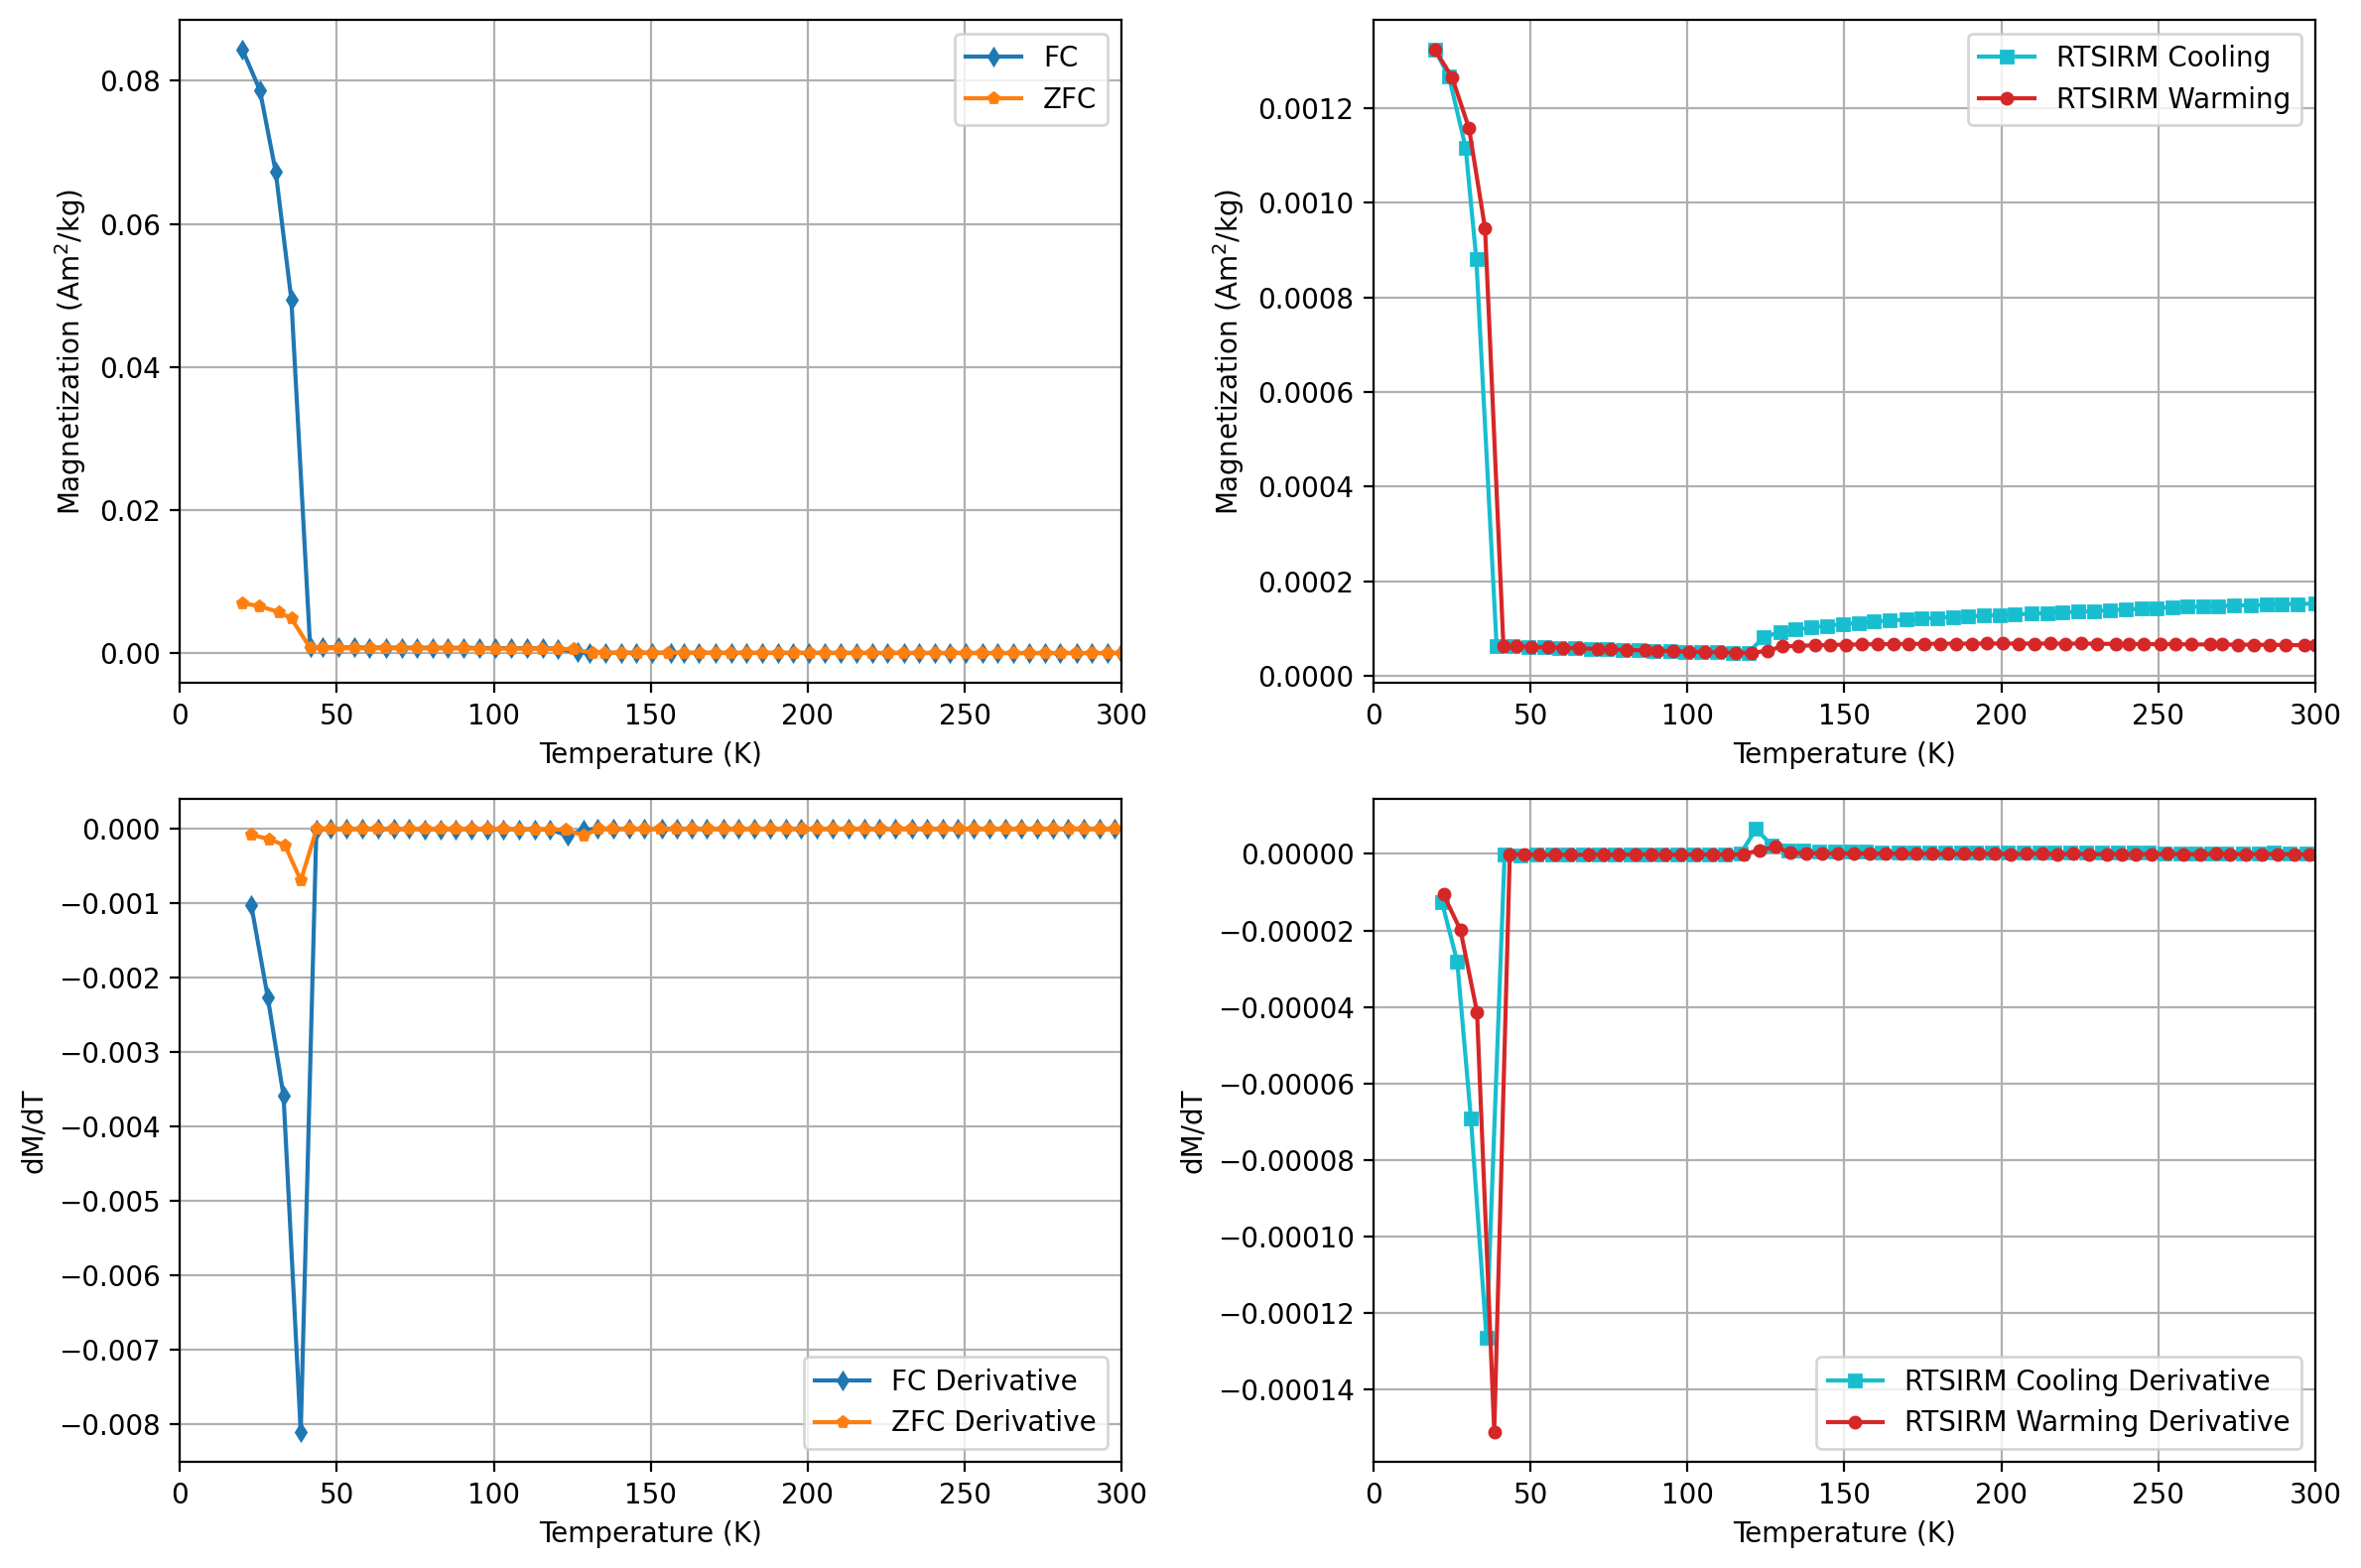 FC
ZFC
0.08
0.06
0.04
0.02
0.00
Magnetization (Am²/kg)
0 50 100 150 200 250 300
Temperature (K)
RTSIRM Cooling
RTSIRM Warming
0.0012
0.0010
0.0008
0.0006
0.0004
0.0002
0.0000
Magnetization (Am²/kg)
0 50 100 150 200 250 300
Temperature (K)
0.000
−0.001
−0.002
−0.003
−0.004
−0.005
−0.006
−0.007
−0.008
dM/dT
FC Derivative
ZFC Derivative
0 50 100 150 200 250 300
Temperature (K)
0.00000
−0.00002
−0.00004
−0.00006
−0.00008
−0.00010
−0.00012
−0.00014
dM/dT
RTSIRM Cooling Derivative
RTSIRM Warming Derivative
0 50 100 150 200 250 300
Temperature (K)